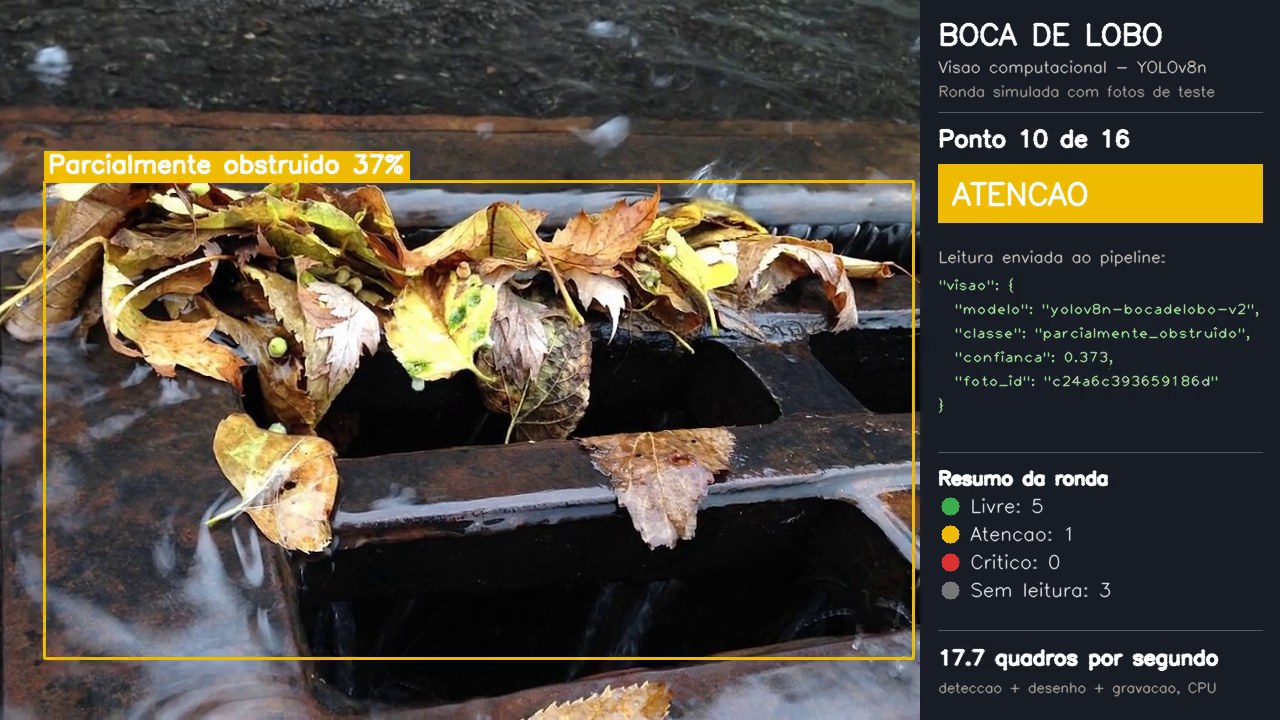 Parcialmente obstruido 37%
BOCA DE LOBO
Visao computacional - YOLOv8n
Ronda simulada com fotos de teste
Ponto 10 de 16
ATENCAO
Leitura enviada ao pipeline:
"visao": {
"modelo": "yolov8n-bocadelobo-v2",
"classe": "parcialmente_obstruido",
"confianca": 0.373,
"foto_id": "c24a6c393659186d"
}
Resumo da ronda
Livre: 5
Atencao: 1
Critico: 0
Sem leitura: 3
17.7 quadros por segundo
deteccao + desenho + gravacao, CPU